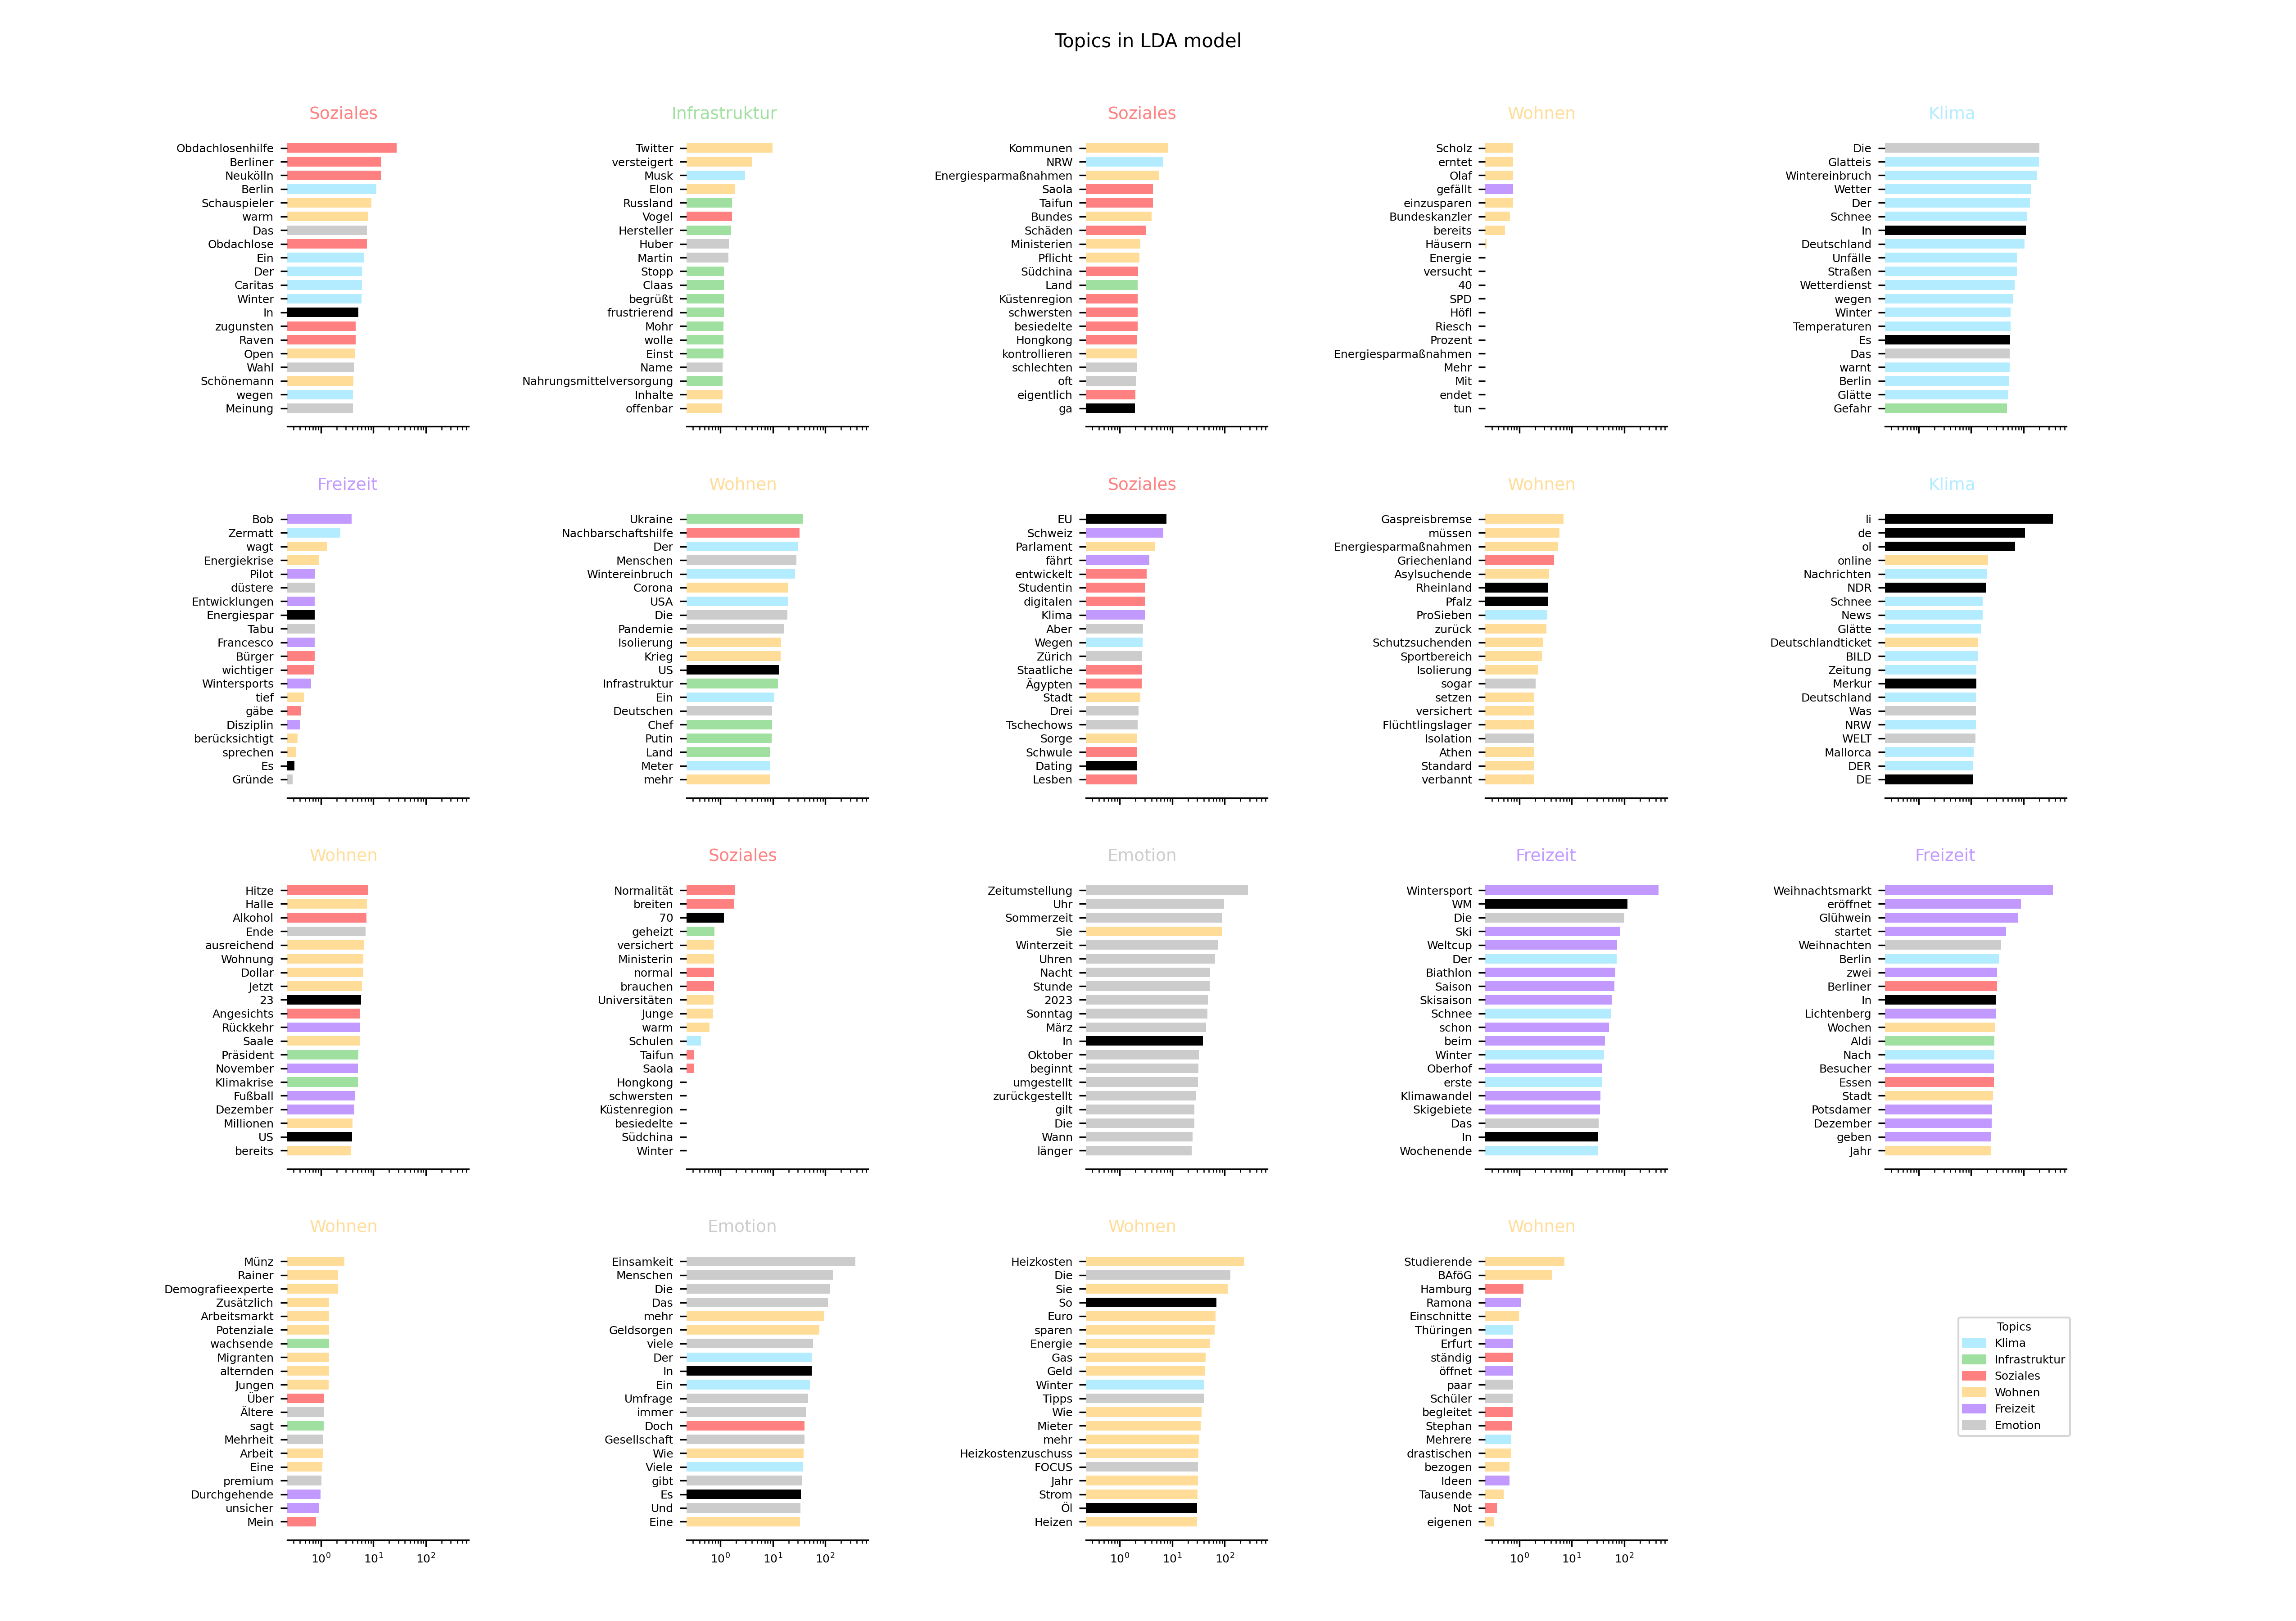 Topics in LDA model
Soziales
Obdachlosenhilfe
Berliner
Neukölln
Berlin
Schauspieler
warm
Das
Obdachlose
Ein
Der
Caritas
Winter
In
zugunsten
Raven
Open
Wahl
Schönemann
wegen
Meinung
Infrastruktur
Twitter
versteigert
Musk
Elon
Russland
Vogel
Hersteller
Huber
Martin
Stopp
Claas
begrüßt
frustrierend
Mohr
wolle
Einst
Name
Nahrungsmittelversorgung
Inhalte
offenbar
Soziales
Kommunen
NRW
Energiesparmaßnahmen
Saola
Taifun
Bundes
Schäden
Ministerien
Pflicht
Südchina
Land
Küstenregion
schwersten
besiedelte
Hongkong
kontrollieren
schlechten
oft
eigentlich
ga
Wohnen
Scholz
erntet
Olaf
gefällt
einzusparen
Bundeskanzler
bereits
Häusern
Energie
versucht
40
SPD
Höfl
Riesch
Prozent
Energiesparmaßnahmen
Mehr
Mit
endet
tun
Klima
Die
Glatteis
Wintereinbruch
Wetter
Der
Schnee
In
Deutschland
Unfälle
Straßen
Wetterdienst
wegen
Winter
Temperaturen
Es
Das
warnt
Berlin
Glätte
Gefahr
Freizeit
Bob
Zermatt
wagt
Energiekrise
Pilot
düstere
Entwicklungen
Energiespar
Tabu
Francesco
Bürger
wichtiger
Wintersports
tief
gäbe
Disziplin
berücksichtigt
sprechen
Es
Gründe
Wohnen
Ukraine
Nachbarschaftshilfe
Der
Menschen
Wintereinbruch
Corona
USA
Die
Pandemie
Isolierung
Krieg
US
Infrastruktur
Ein
Deutschen
Chef
Putin
Land
Meter
mehr
Soziales
EU
Schweiz
Parlament
fährt
entwickelt
Studentin
digitalen
Klima
Aber
Wegen
Zürich
Staatliche
Ägypten
Stadt
Drei
Tschechows
Sorge
Schwule
Dating
Lesben
Wohnen
Gaspreisbremse
müssen
Energiesparmaßnahmen
Griechenland
Asylsuchende
Rheinland
Pfalz
ProSieben
zurück
Schutzsuchenden
Sportbereich
Isolierung
sogar
setzen
versichert
Flüchtlingslager
Isolation
Athen
Standard
verbannt
Klima
li
de
ol
online
Nachrichten
NDR
Schnee
News
Glätte
Deutschlandticket
BILD
Zeitung
Merkur
Deutschland
Was
NRW
WELT
Mallorca
DER
DE
Wohnen
Hitze
Halle
Alkohol
Ende
ausreichend
Wohnung
Dollar
Jetzt
23
Angesichts
Rückkehr
Saale
Präsident
November
Klimakrise
Fußball
Dezember
Millionen
US
bereits
Soziales
Normalität
breiten
70
geheizt
versichert
Ministerin
normal
brauchen
Universitäten
Junge
warm
Schulen
Taifun
Saola
Hongkong
schwersten
Küstenregion
besiedelte
Südchina
Winter
Emotion
Zeitumstellung
Uhr
Sommerzeit
Sie
Winterzeit
Uhren
Nacht
Stunde
2023
Sonntag
März
In
Oktober
beginnt
umgestellt
zurückgestellt
gilt
Die
Wann
länger
Freizeit
Wintersport
WM
Die
Ski
Weltcup
Der
Biathlon
Saison
Skisaison
Schnee
schon
beim
Winter
Oberhof
erste
Klimawandel
Skigebiete
Das
In
Wochenende
Freizeit
Weihnachtsmarkt
eröffnet
Glühwein
startet
Weihnachten
Berlin
zwei
Berliner
In
Lichtenberg
Wochen
Aldi
Nach
Besucher
Essen
Stadt
Potsdamer
Dezember
geben
Jahr
Wohnen
Münz
Rainer
Demografieexperte
Zusätzlich
Arbeitsmarkt
Potenziale
wachsende
Migranten
alternden
Jungen
Über
Ältere
sagt
Mehrheit
Arbeit
Eine
premium
Durchgehende
unsicher
Mein
10⁰ 10¹ 10²
Emotion
Einsamkeit
Menschen
Die
Das
mehr
Geldsorgen
viele
Der
In
Ein
Umfrage
immer
Doch
Gesellschaft
Wie
Viele
gibt
Es
Und
Eine
10⁰ 10¹ 10²
Wohnen
Heizkosten
Die
Sie
So
Euro
sparen
Energie
Gas
Geld
Winter
Tipps
Wie
Mieter
mehr
Heizkostenzuschuss
FOCUS
Jahr
Strom
Öl
Heizen
10⁰ 10¹ 10²
Wohnen
Studierende
BAföG
Hamburg
Ramona
Einschnitte
Thüringen
Erfurt
ständig
öffnet
paar
Schüler
begleitet
Stephan
Mehrere
drastischen
bezogen
Ideen
Tausende
Not
eigenen
10⁰ 10¹ 10²
Topics
Klima
Infrastruktur
Soziales
Wohnen
Freizeit
Emotion